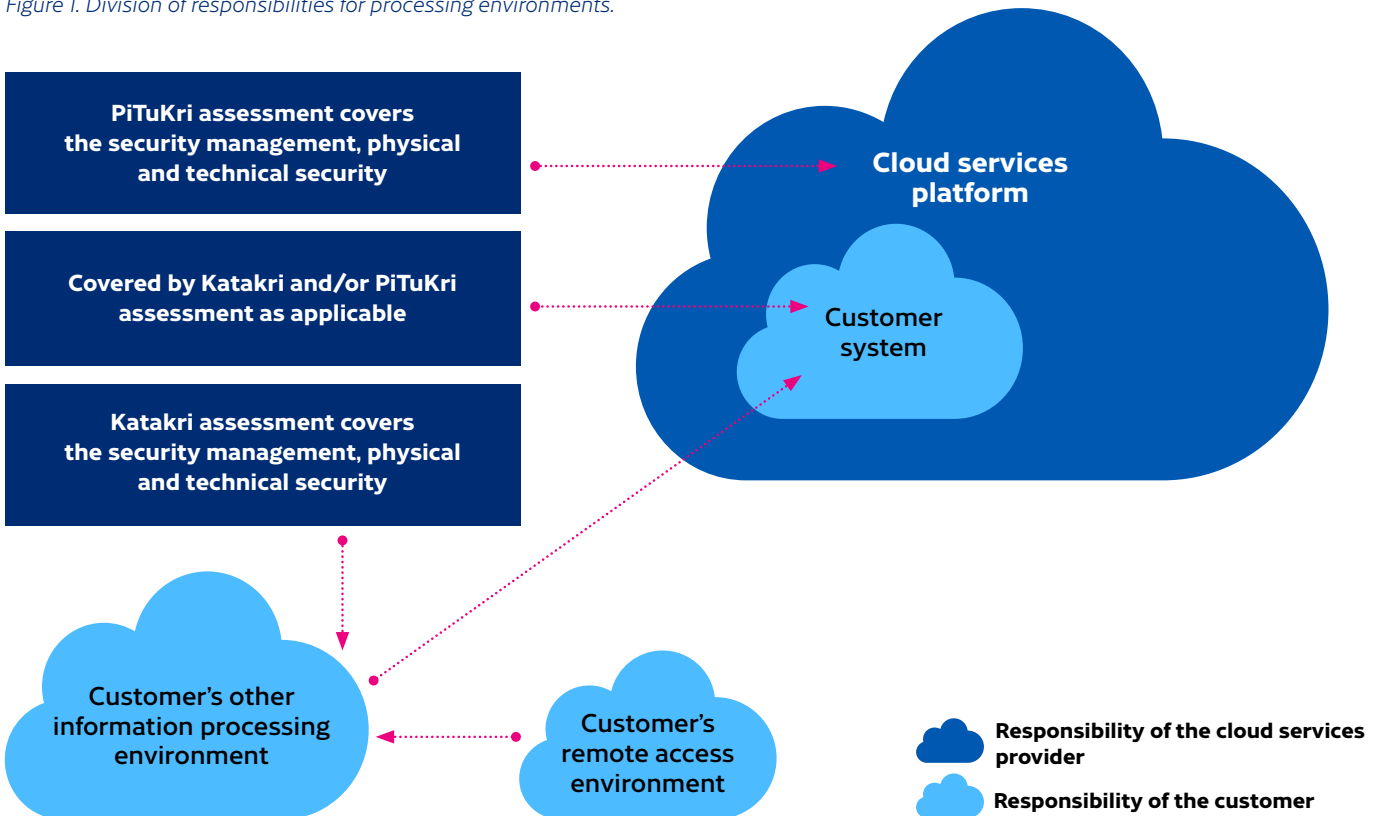 Figure 1. Division of responsibilities for processing environments.
PiTuKri assessment covers
the security management, physical
and technical security
Cloud services
platform
Covered by Katakri and/or PiTuKri
assessment as applicable
Customer
system
Katakri assessment covers
the security management, physical
and technical security
Customer's other
information processing
environment
Customer's
remote access
environment
Responsibility of the cloud services
provider
Responsibility of the customer